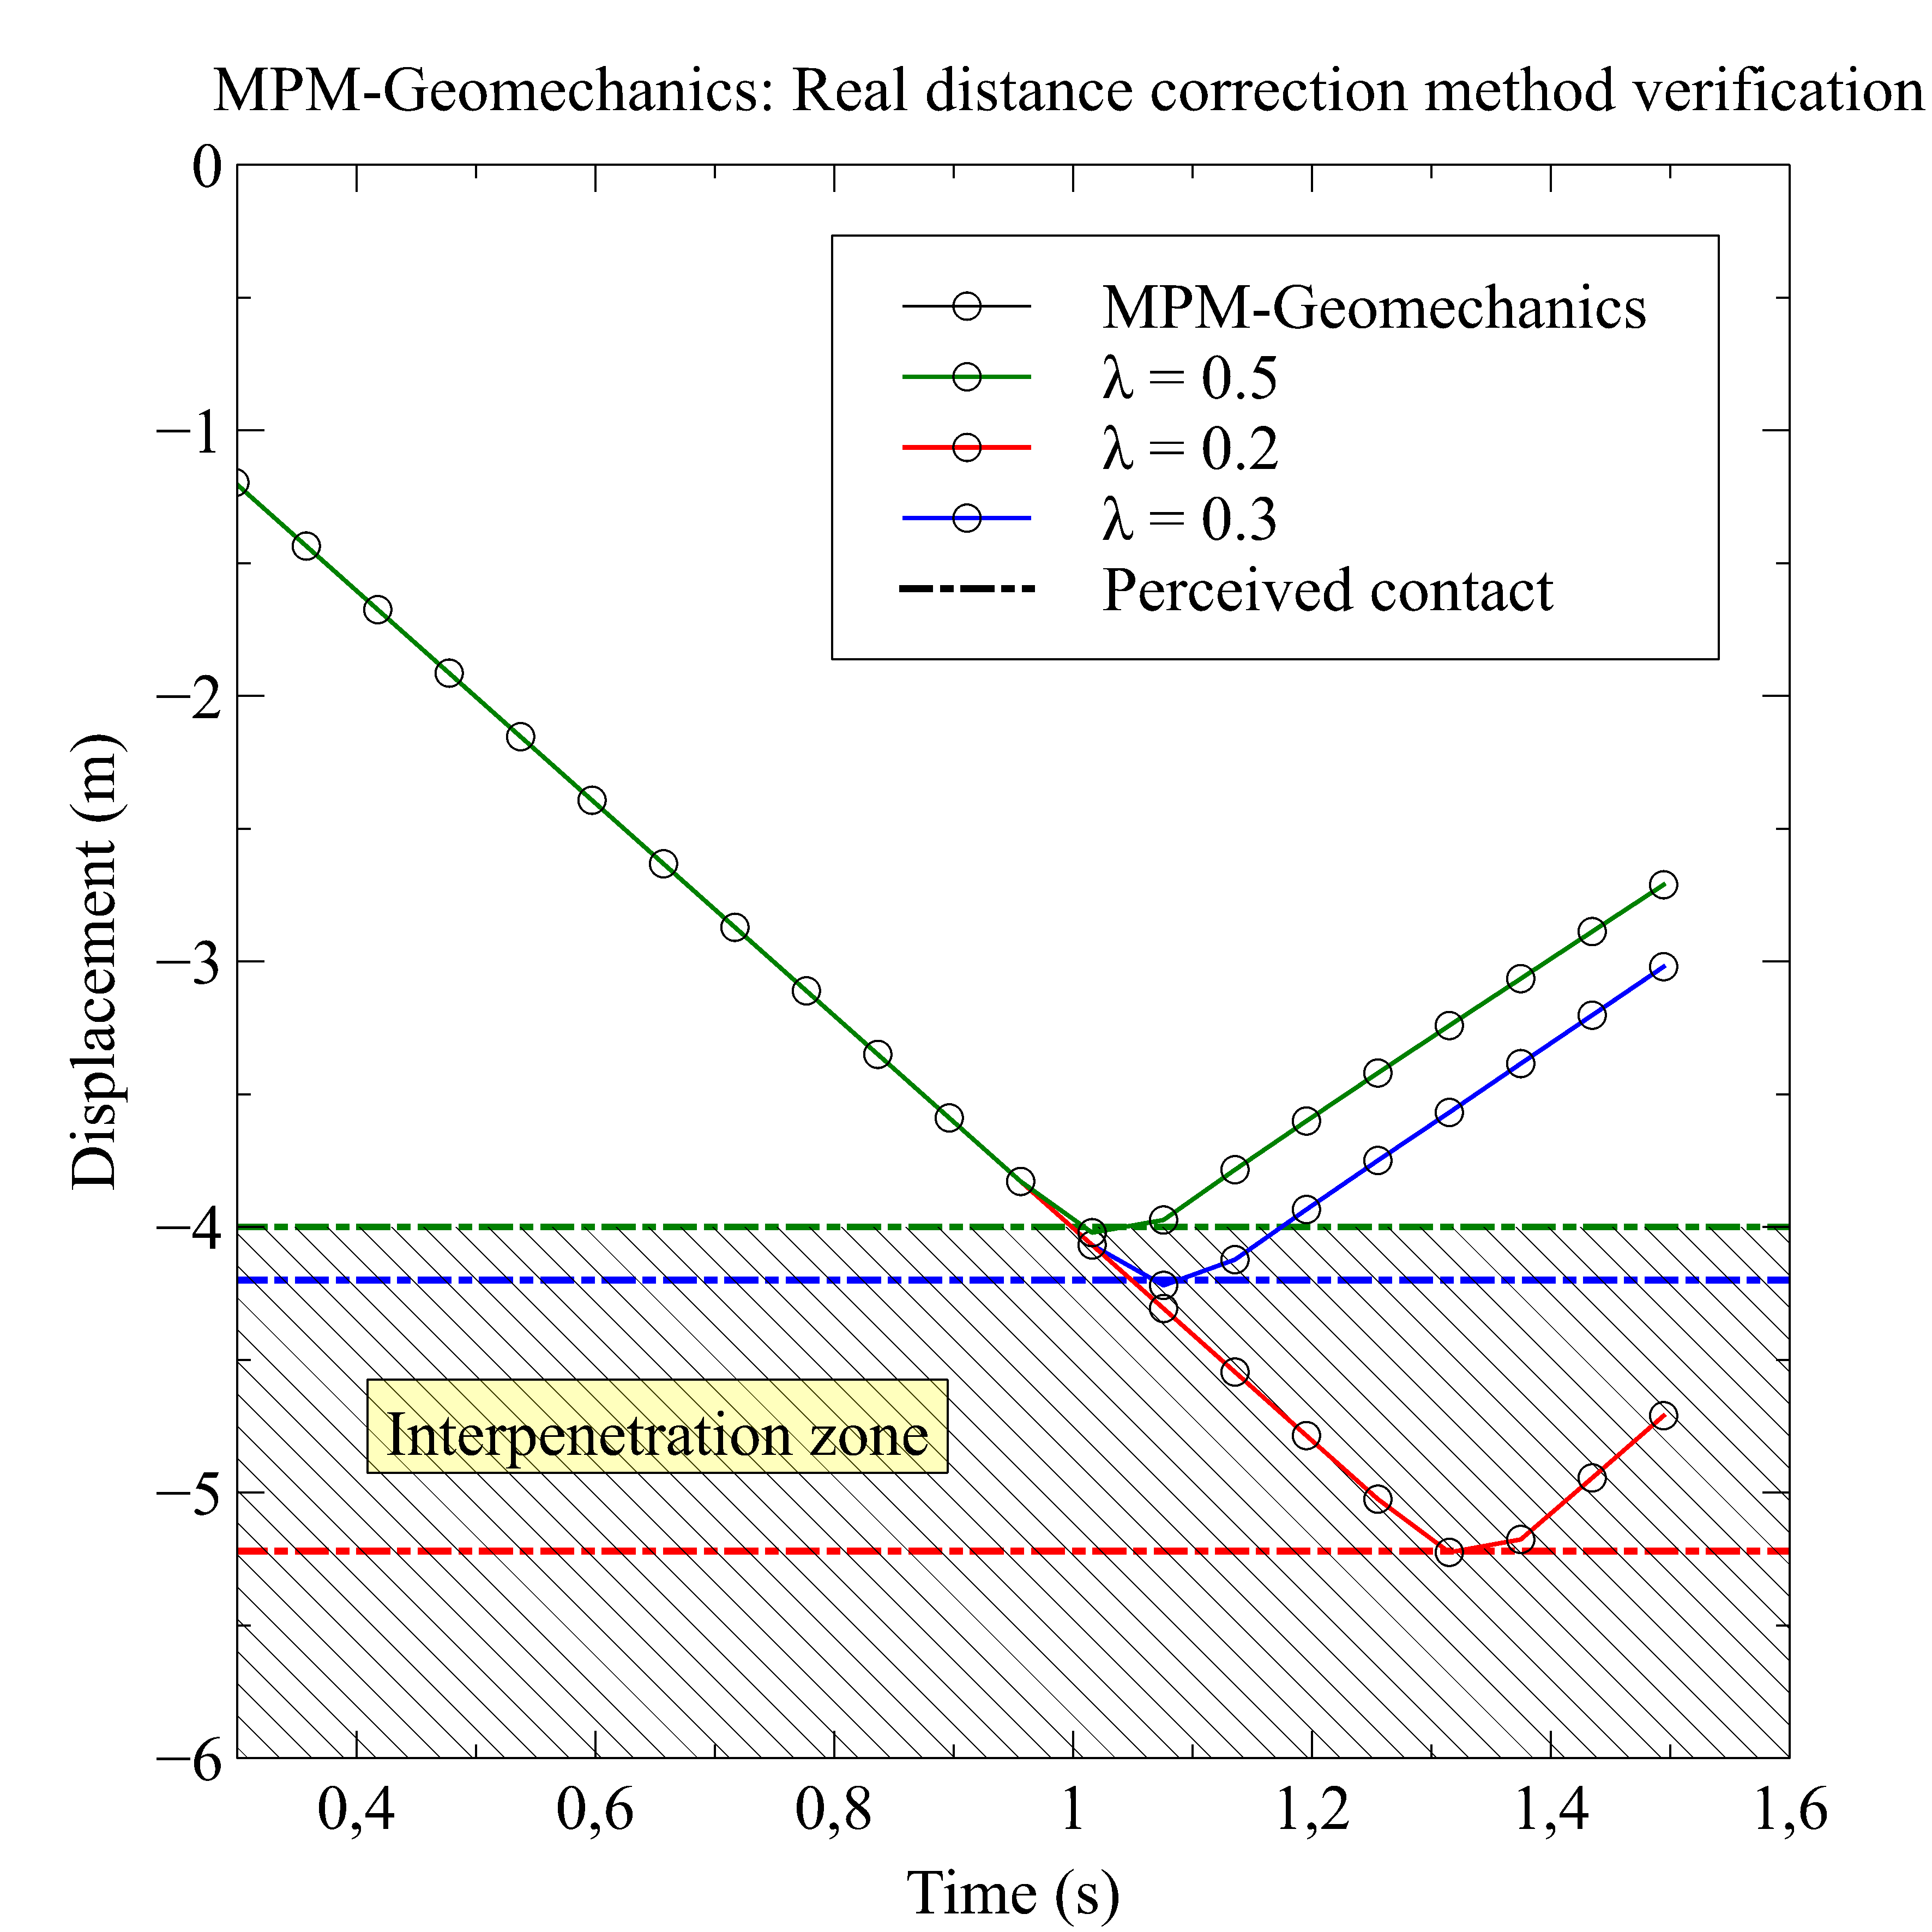 MPM-Geomechanics: Real distance correction method verification
0
−1
−2
−3
−4
−5
−6
Displacement (m)
MPM-Geomechanics
λ = 0.5
λ = 0.2
λ = 0.3
Perceived contact
Interpenetration zone
0,4 0,6 0,8 1 1,2 1,4 1,6
Time (s)